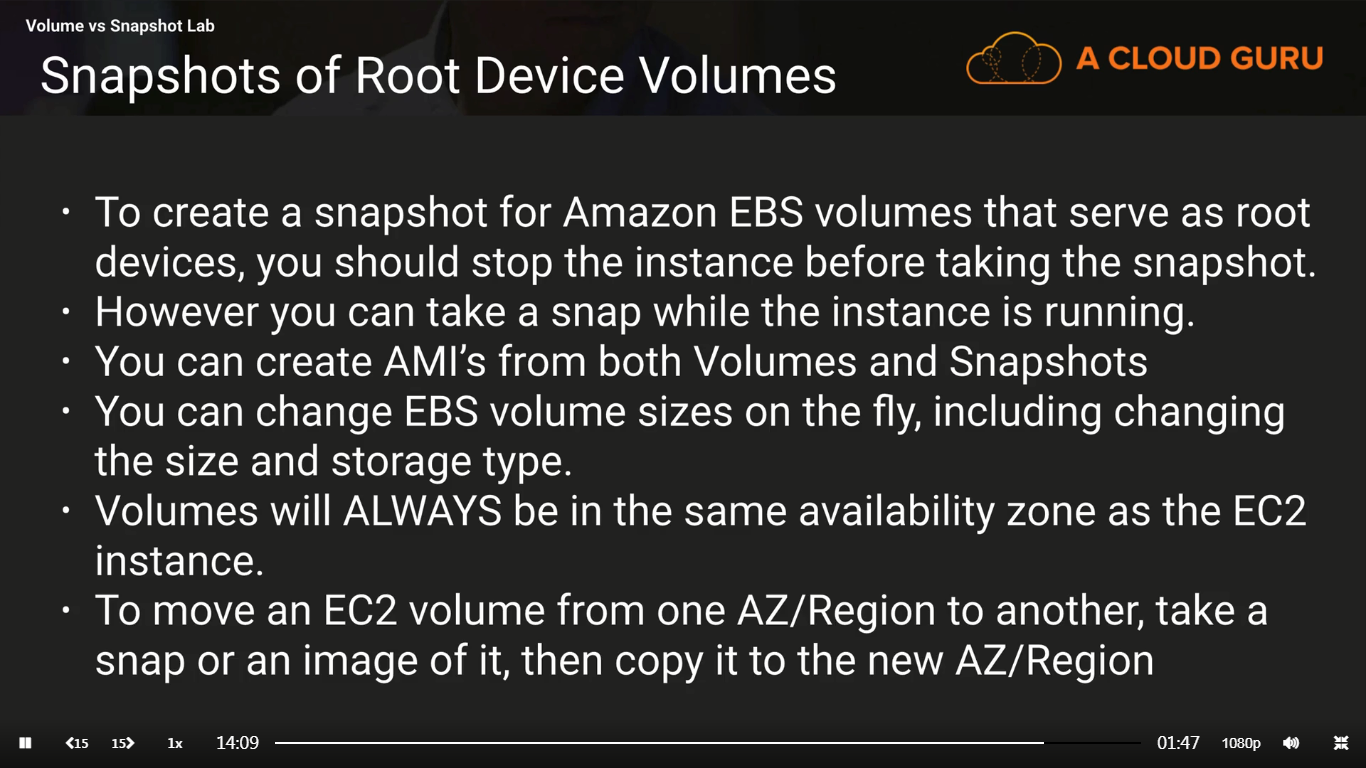 Volume vs Snapshot Lab
Snapshots of Root Device Volumes
A CLOUD GURU
• To create a snapshot for Amazon EBS volumes that serve as root
devices, you should stop the instance before taking the snapshot.
• However you can take a snap while the instance is running.
• You can create AMI’s from both Volumes and Snapshots
• You can change EBS volume sizes on the fly, including changing
the size and storage type.
• Volumes will ALWAYS be in the same availability zone as the EC2
instance.
• To move an EC2 volume from one AZ/Region to another, take a
snap or an image of it, then copy it to the new AZ/Region
15 15 1x 14:09 01:47 1080p